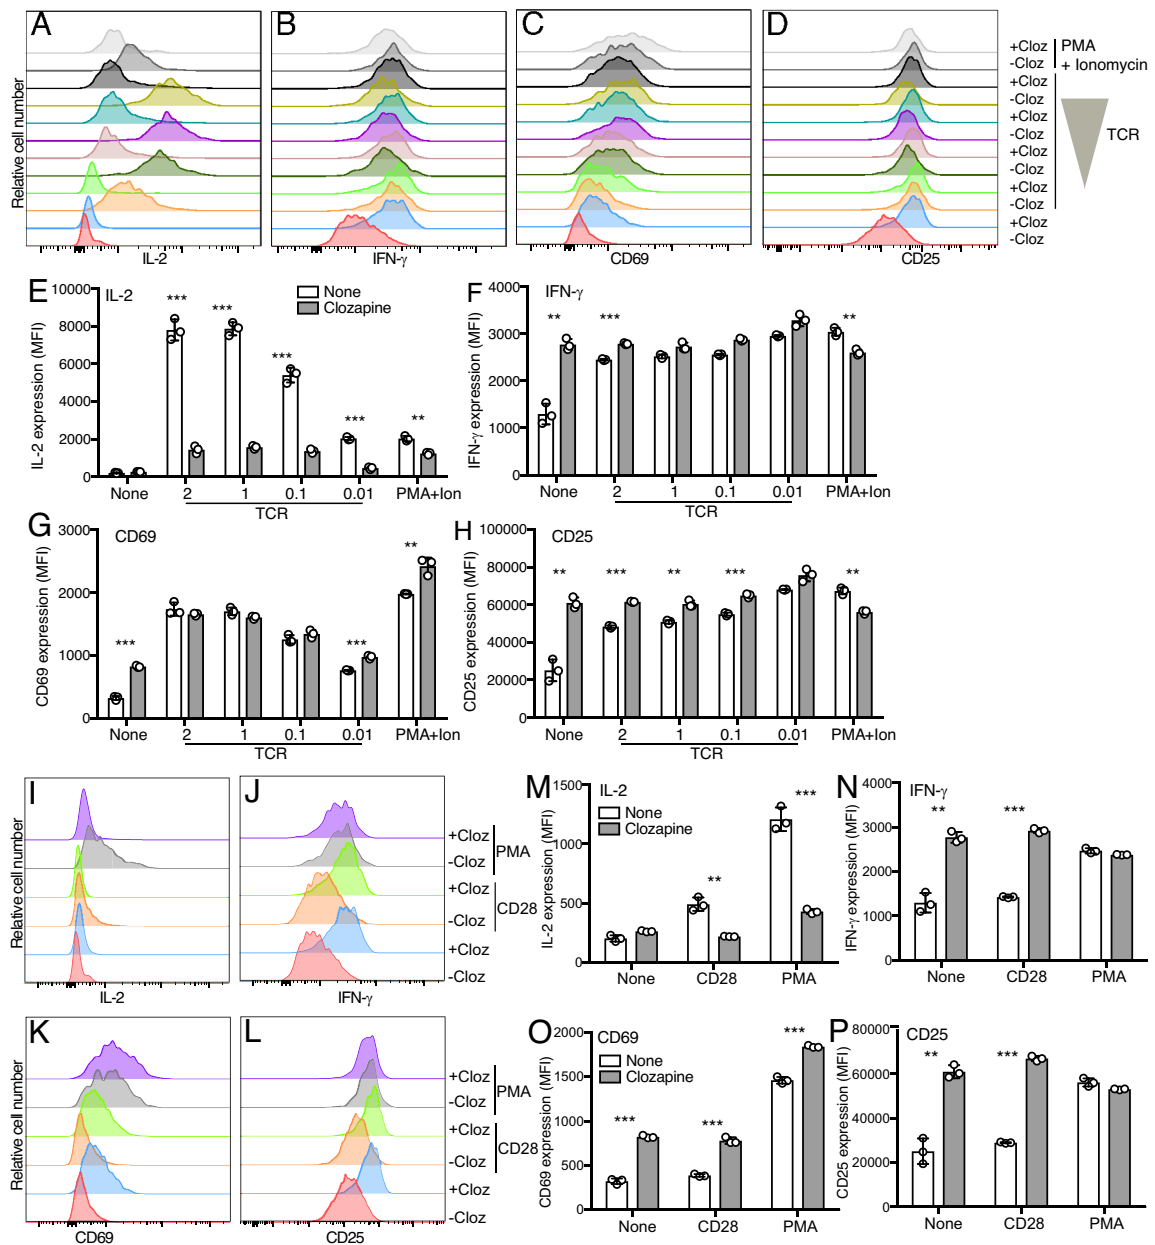 A
B
C
D
Relative cell number
+Cloz
-Cloz
PMA
+ Ionomycin
+Cloz
-Cloz
+Cloz
-Cloz
+Cloz
-Cloz
+Cloz
-Cloz
TCR
+Cloz
-Cloz
IL-2
IFN-γ
CD69
CD25
E
IL-2
None
Clozapine
IL-2 expression (MFI)
10000
8000
6000
4000
2000
0
*** *** *** *** **
None 2 1 0.1 0.01 PMA+Ion
TCR
F
IFN-γ
IFN-γ expression (MFI)
4000
3000
2000
1000
0
** *** **
None 2 1 0.1 0.01 PMA+Ion
TCR
G
CD69
CD69 expression (MFI)
3000
2000
1000
0
*** *** **
None 2 1 0.1 0.01 PMA+Ion
TCR
H
CD25
CD25 expression (MFI)
100000
80000
60000
40000
20000
0
** *** ** *** **
None 2 1 0.1 0.01 PMA+Ion
TCR
I
J
Relative cell number
+Cloz
-Cloz
PMA
+Cloz
-Cloz
CD28
+Cloz
-Cloz
IL-2
IFN-γ
M
IL-2
None
Clozapine
IL-2 expression (MFI)
1500
1000
500
0
** ***
None CD28 PMA
N
IFN-γ
IFN-γ expression (MFI)
4000
3000
2000
1000
0
** ***
None CD28 PMA
K
L
Relative cell number
+Cloz
-Cloz
PMA
+Cloz
-Cloz
CD28
+Cloz
-Cloz
CD69
CD25
O
CD69
None
Clozapine
CD69 expression (MFI)
2000
1500
1000
500
0
*** *** ***
None CD28 PMA
P
CD25
CD25 expression (MFI)
80000
60000
40000
20000
0
** ***
None CD28 PMA